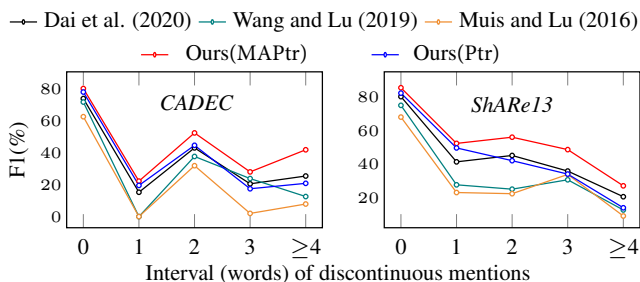 Dai et al. (2020) Wang and Lu (2019) Muis and Lu (2016)
Ours(MAPtr) Ours(Ptr)
CADEC
ShARe13
F1(%)
80
60
40
20
0
80
60
40
20
0 1 2 3 ≥4
0 1 2 3 ≥4
Interval (words) of discontinuous mentions